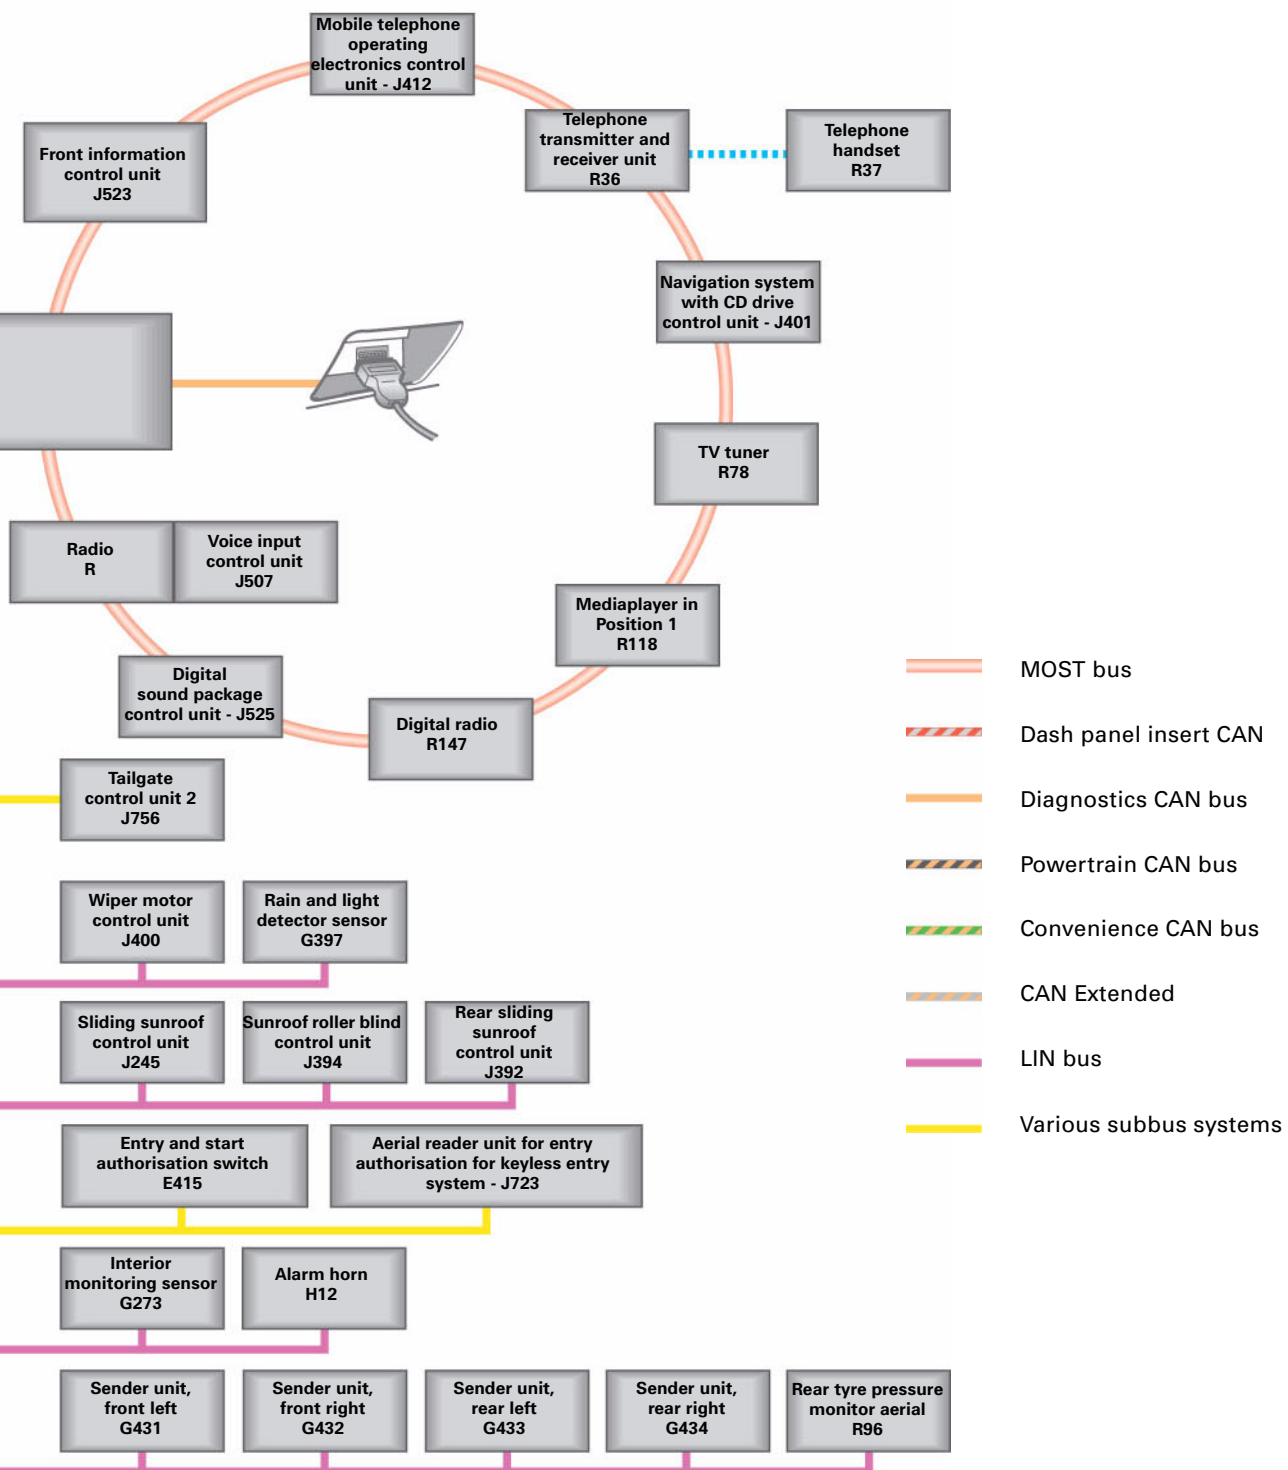 Mobile telephone
operating
electronics control
unit - J412
Telephone
transmitter and
receiver unit
R36
Telephone
handset
R37
Front information
control unit
J523
Navigation system
with CD drive
control unit - J401
TV tuner
R78
Radio
R
Voice input
control unit
J507
Mediaplayer in
Position 1
R118
Digital
sound package
control unit - J525
Digital radio
R147
Tailgate
control unit 2
J756
Wiper motor
control unit
J400
Rain and light
detector sensor
G397
Sliding sunroof
control unit
J245
Sunroof roller blind
control unit
J394
Rear sliding
sunroof
control unit
J392
Entry and start
authorisation switch
E415
Aerial reader unit for entry
authorisation for keyless entry
system - J723
Interior
monitoring sensor
G273
Alarm horn
H12
Sender unit,
front left
G431
Sender unit,
front right
G432
Sender unit,
rear left
G433
Sender unit,
rear right
G434
Rear tyre pressure
monitor aerial
R96
MOST bus
Dash panel insert CAN
Diagnostics CAN bus
Powertrain CAN bus
Convenience CAN bus
CAN Extended
LIN bus
Various subbus systems